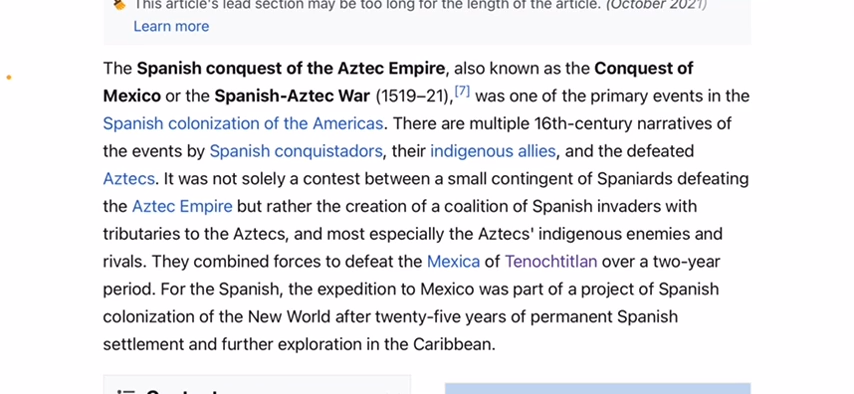 This article's lead section may be too long for the length of the article. (October 2021)
Learn more
The Spanish conquest of the Aztec Empire, also known as the Conquest of
Mexico or the Spanish-Aztec War (1519–21),[7] was one of the primary events in the
Spanish colonization of the Americas. There are multiple 16th-century narratives of
the events by Spanish conquistadors, their indigenous allies, and the defeated
Aztecs. It was not solely a contest between a small contingent of Spaniards defeating
the Aztec Empire but rather the creation of a coalition of Spanish invaders with
tributaries to the Aztecs, and most especially the Aztecs' indigenous enemies and
rivals. They combined forces to defeat the Mexica of Tenochtitlan over a two-year
period. For the Spanish, the expedition to Mexico was part of a project of Spanish
colonization of the New World after twenty-five years of permanent Spanish
settlement and further exploration in the Caribbean.